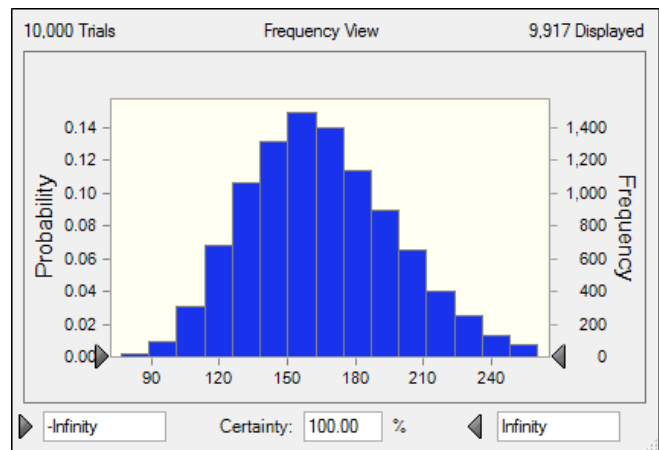 10,000 Trials Frequency View 9,917 Displayed
0.14 1,400
0.12 1,200
0.10 1,000
0.08 800
0.06 600
0.04 400
0.02 200
0.00 0
Probability
Frequency
90 120 150 180 210 240
-Infinity Certainty: 100.00 % Infinity